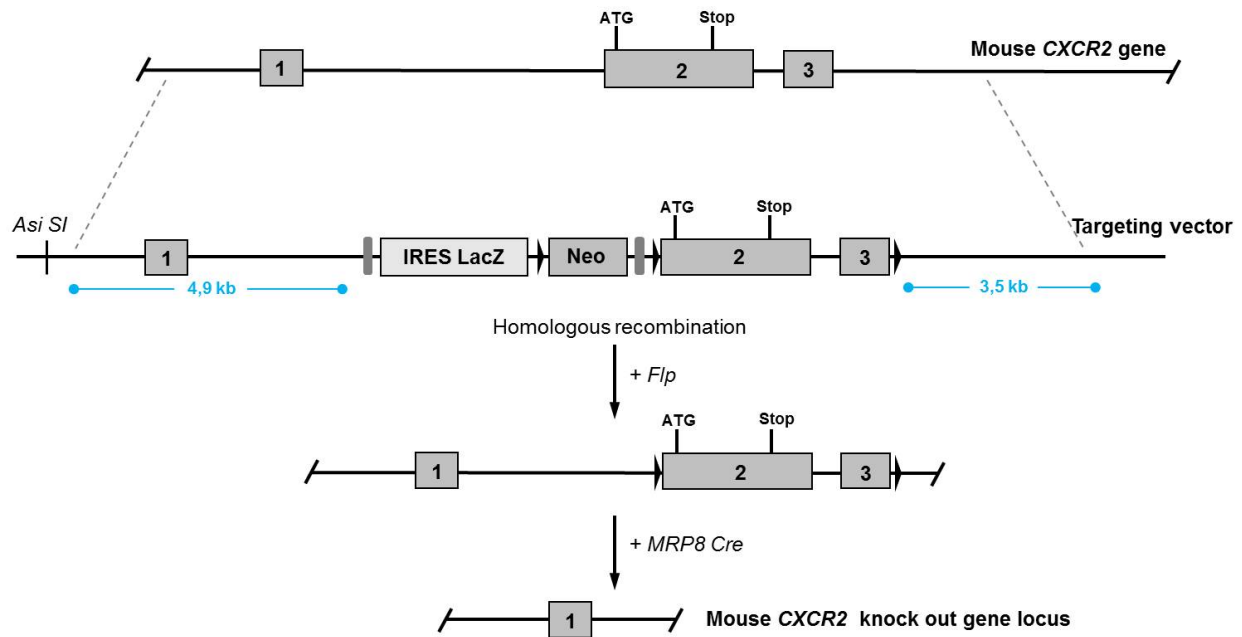 ATG Stop
1 2 3 Mouse CXCR2 gene
Asi SI
ATG Stop
1 IRES LacZ Neo 2 3 Targeting vector
4,9 kb 3,5 kb
Homologous recombination
+ Flp
ATG Stop
1 2 3
+ MRP8 Cre
1 Mouse CXCR2 knock out gene locus